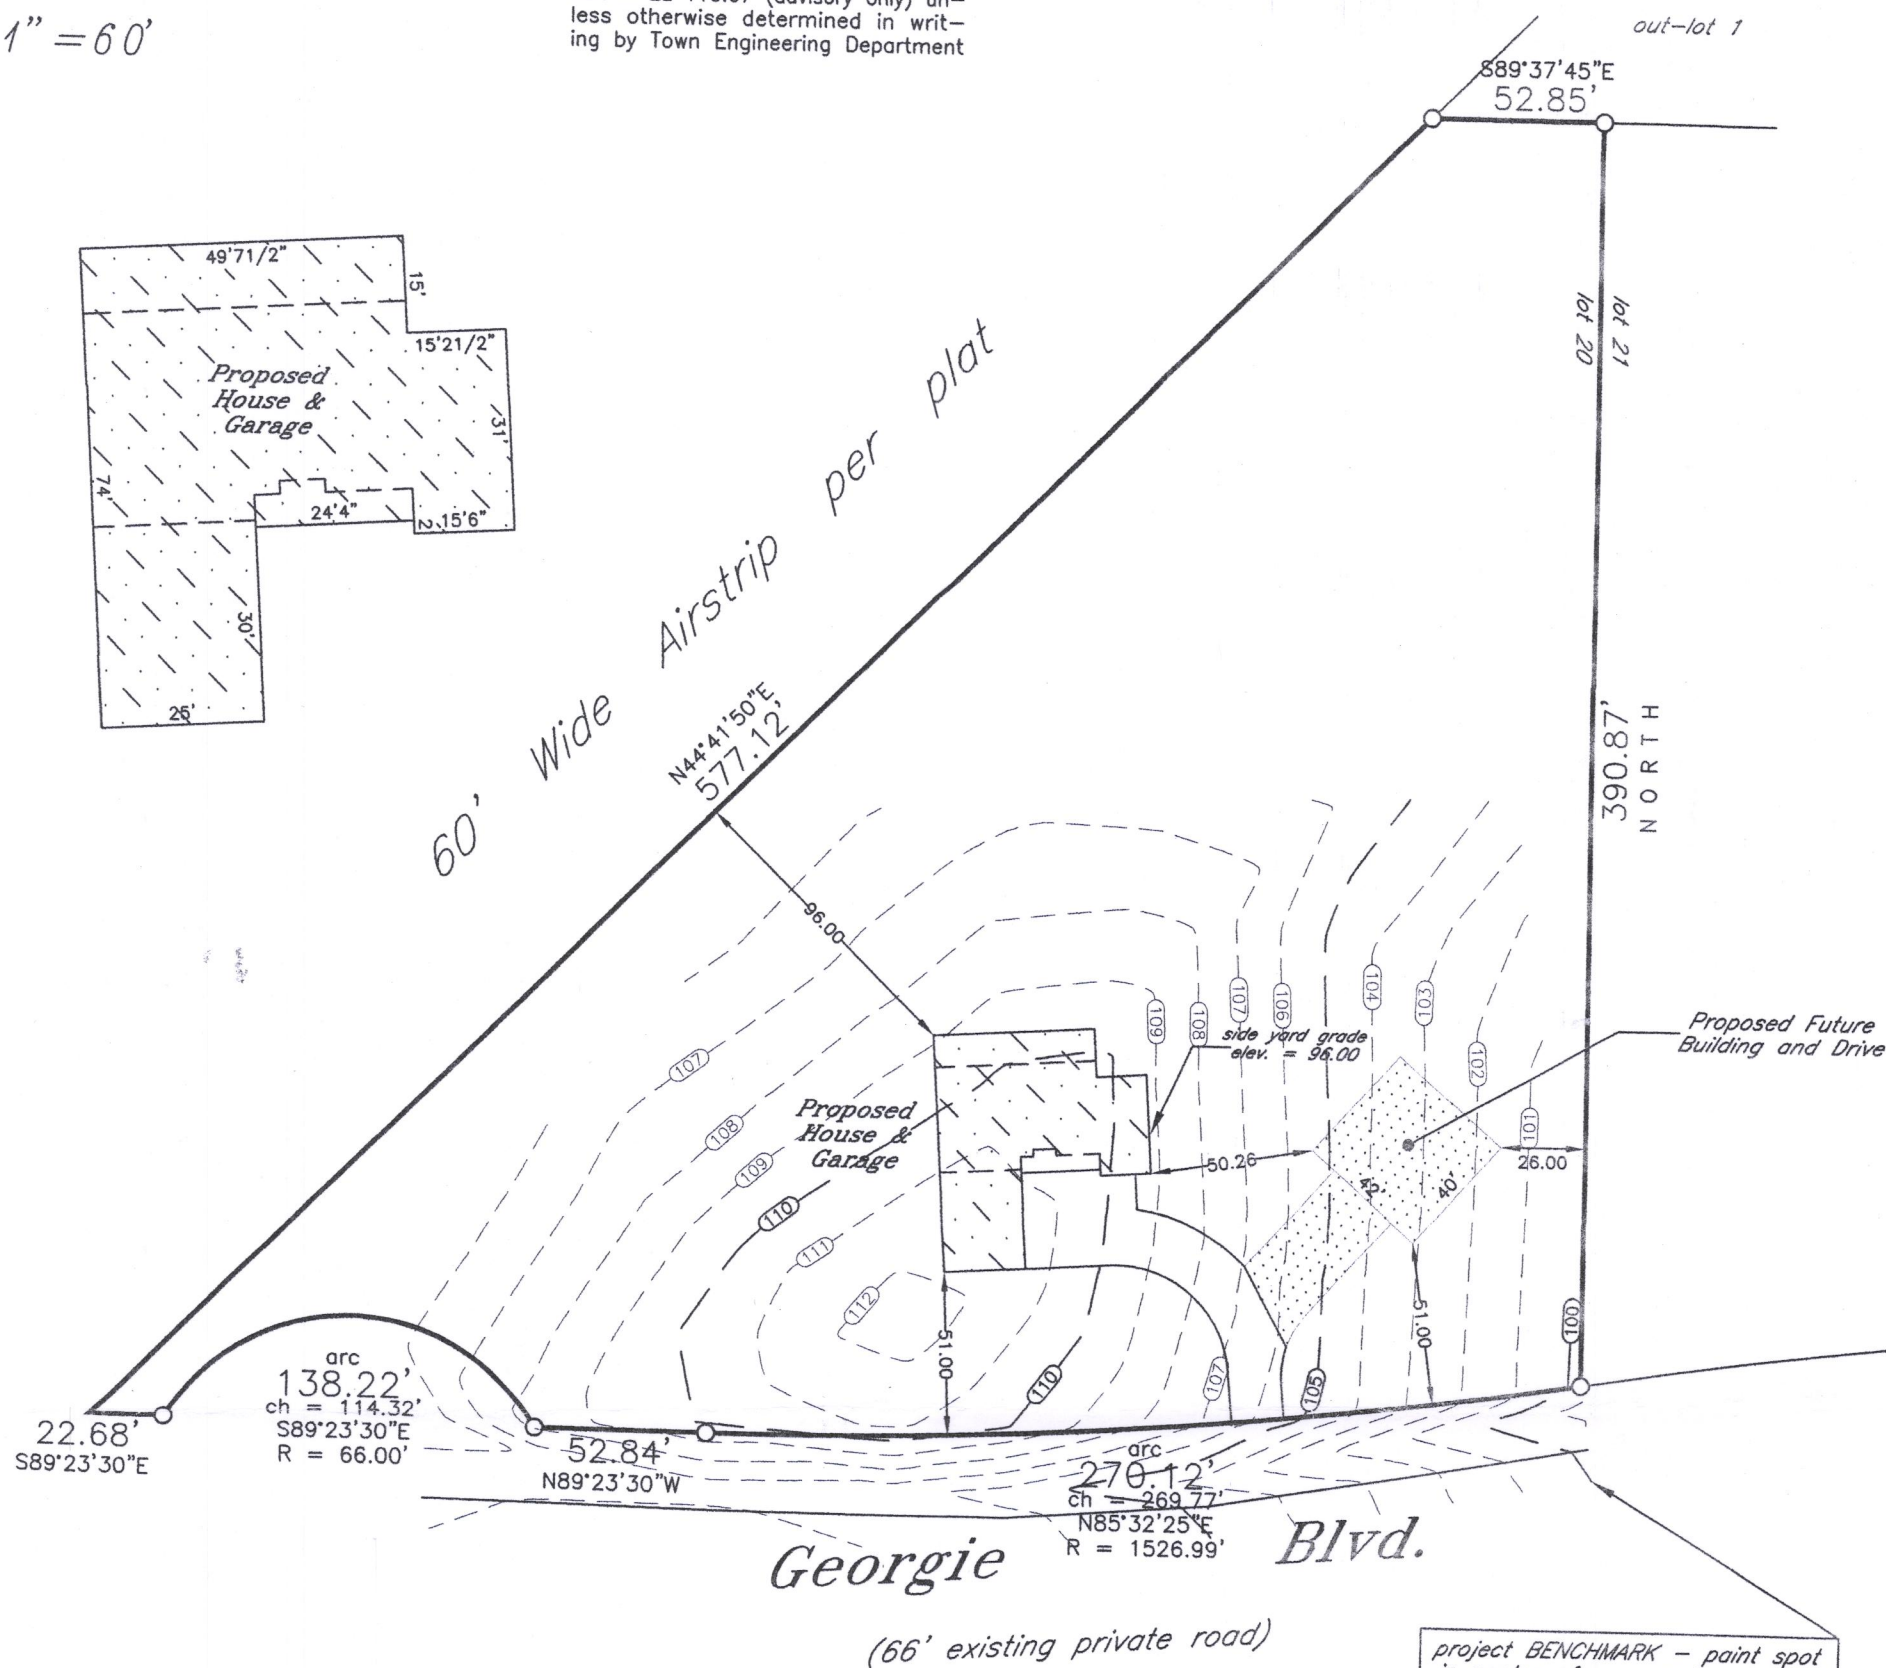 1"=60'
(advisory only) un-
less otherwise determined in writ-
ing by Town Engineering Department
out-lot 1
S89°37'45"E
52.85'
49'71/2"
15'
15'21/2"
Proposed
House &
Garage
31'
74'
24'4"
2'
15'6"
30'
25'
lot 21
lot 20
60' Wide Airstrip per plat
N44°41'50"E
577.12'
390.87'
NORTH
96.00
107
108
109
110
111
112
109
108
107
106
104
103
102
101
side yard grade
elev. = 96.00
Proposed Future
Building and Drive
Proposed
House &
Garage
50.26
26.00
42'
40'
51.00
51.00
110
107
105
100
22.68'
S89°23'30"E
arc
138.22'
ch = 114.32'
S89°23'30"E
R = 66.00'
52.84'
N89°23'30"W
arc
270.12'
ch = 269.77'
N85°32'25"E
R = 1526.99'
Georgie Blvd.
(66' existing private road)
project BENCHMARK - paint spot